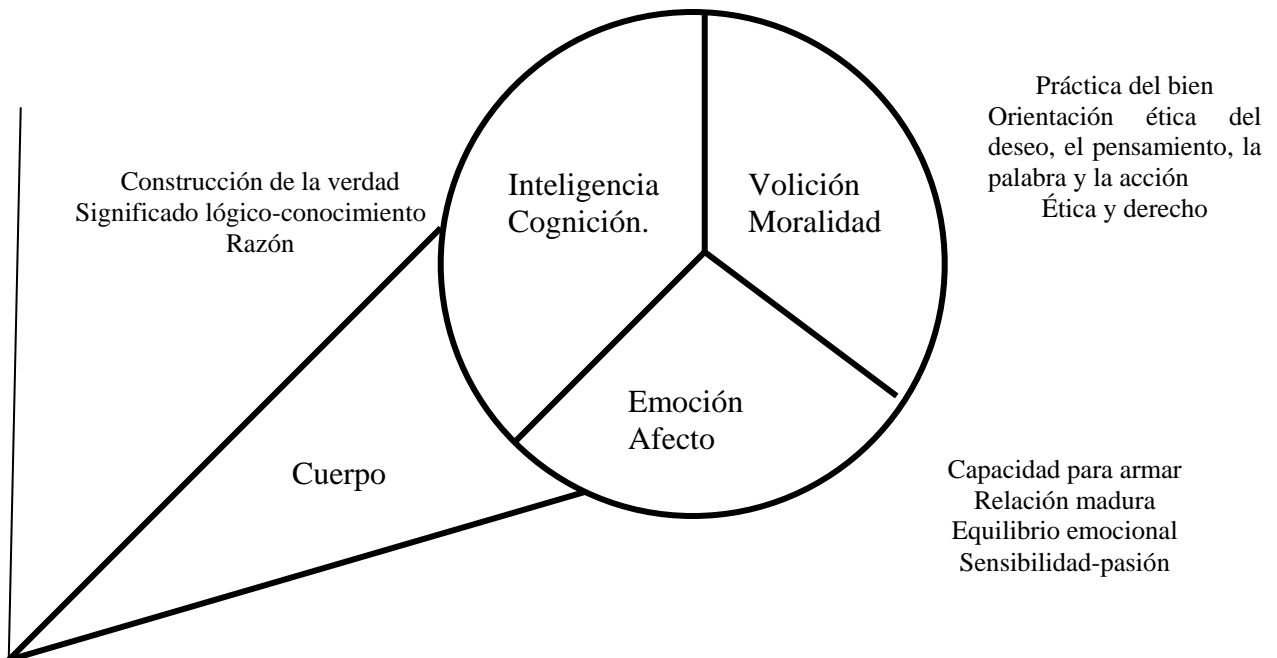 Práctica del bien
Orientación ética del
deseo, el pensamiento, la
palabra y la acción
Ética y derecho
Construcción de la verdad
Significado lógico-conocimiento
Razón
Inteligencia
Cognición.
Volición
Moralidad
Emoción
Afecto
Cuerpo
Capacidad para armar
Relación madura
Equilibrio emocional
Sensibilidad-pasión